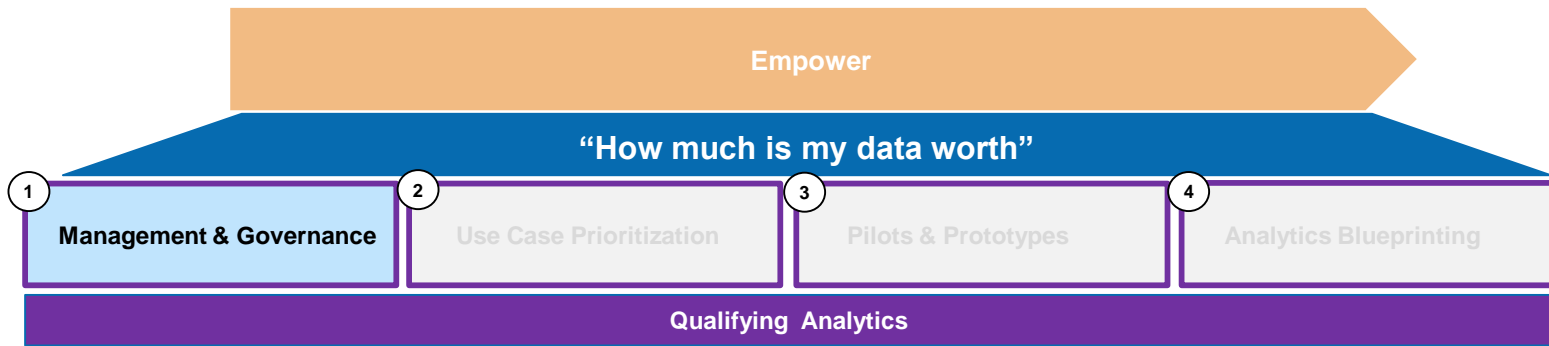 Empower
“How much is my data worth”
1
Management & Governance
2
Use Case Prioritization
3
Pilots & Prototypes
4
Analytics Blueprinting
Qualifying Analytics